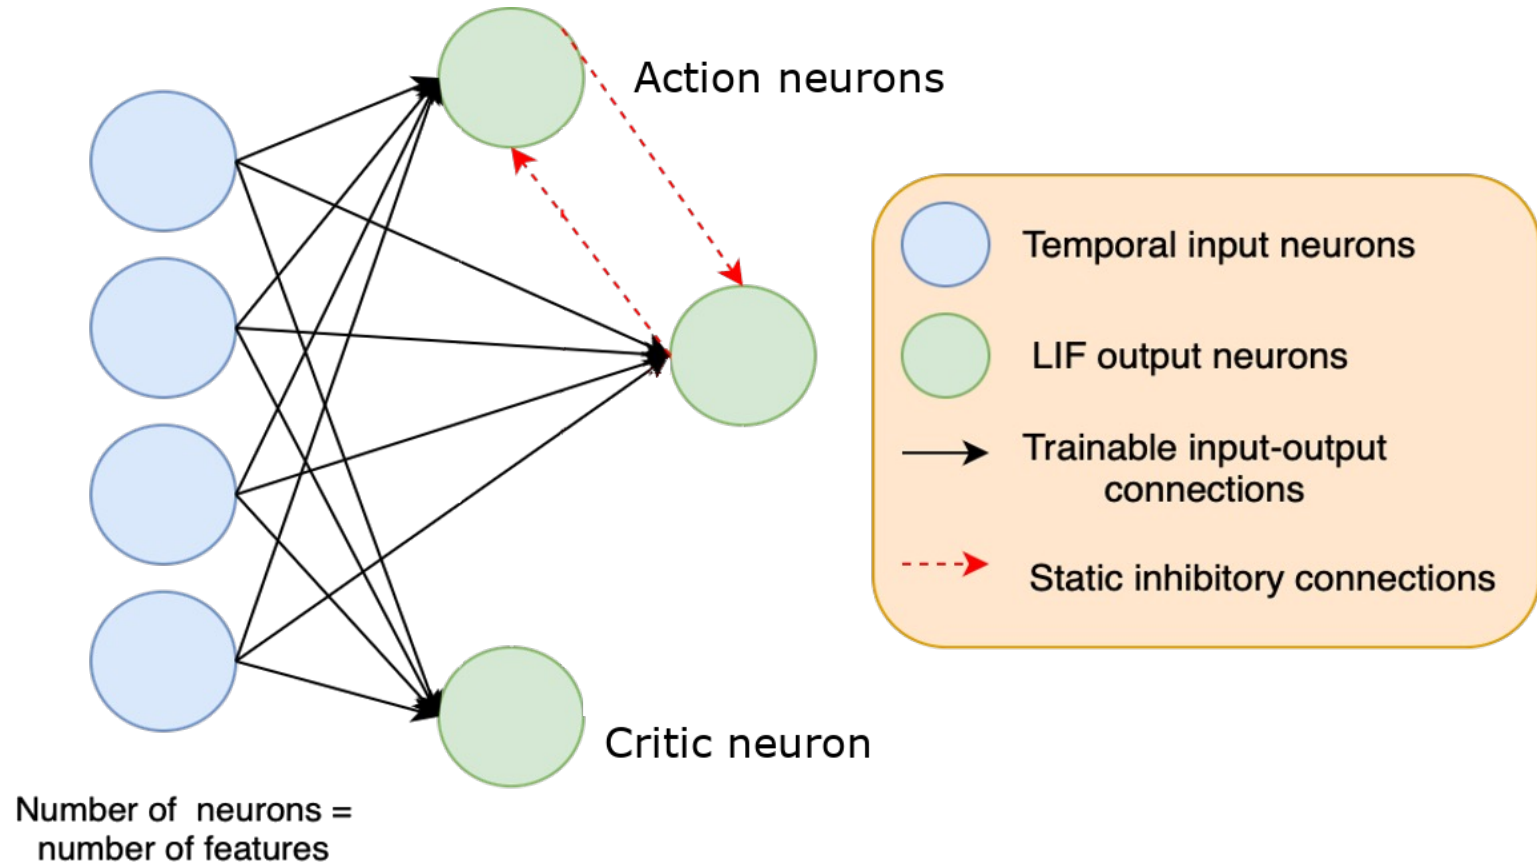 Action neurons
Temporal input neurons
LIF output neurons
Trainable input-output
connections
Static inhibitory connections
Critic neuron
Number of neurons =
number of features